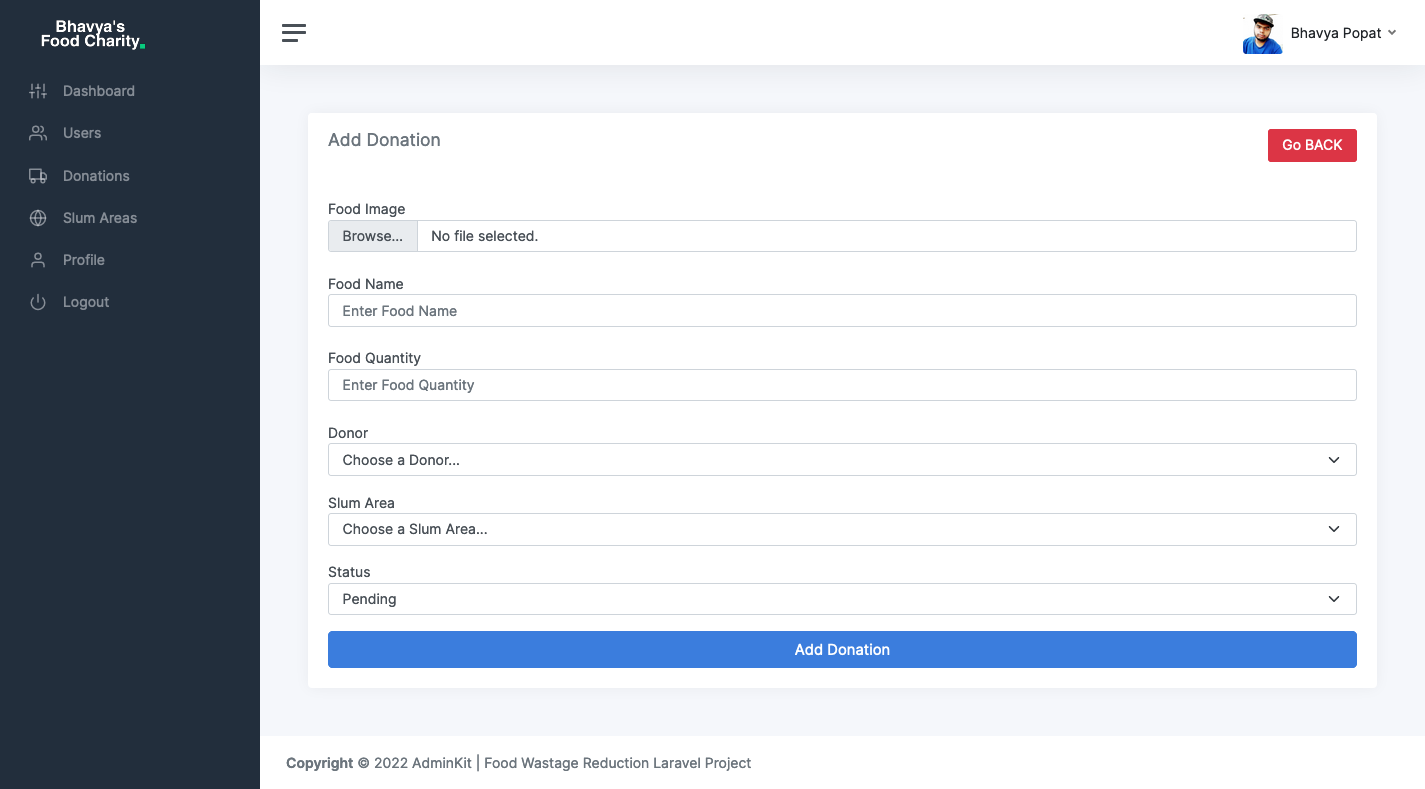 Bhavya's
Food Charity.
Dashboard
Users
Donations
Slum Areas
Profile
Logout
Bhavya Popat
Add Donation
Go BACK
Food Image
Browse... No file selected.
Food Name
Enter Food Name
Food Quantity
Enter Food Quantity
Donor
Choose a Donor...
Slum Area
Choose a Slum Area...
Status
Pending
Add Donation
Copyright © 2022 AdminKit | Food Wastage Reduction Laravel Project